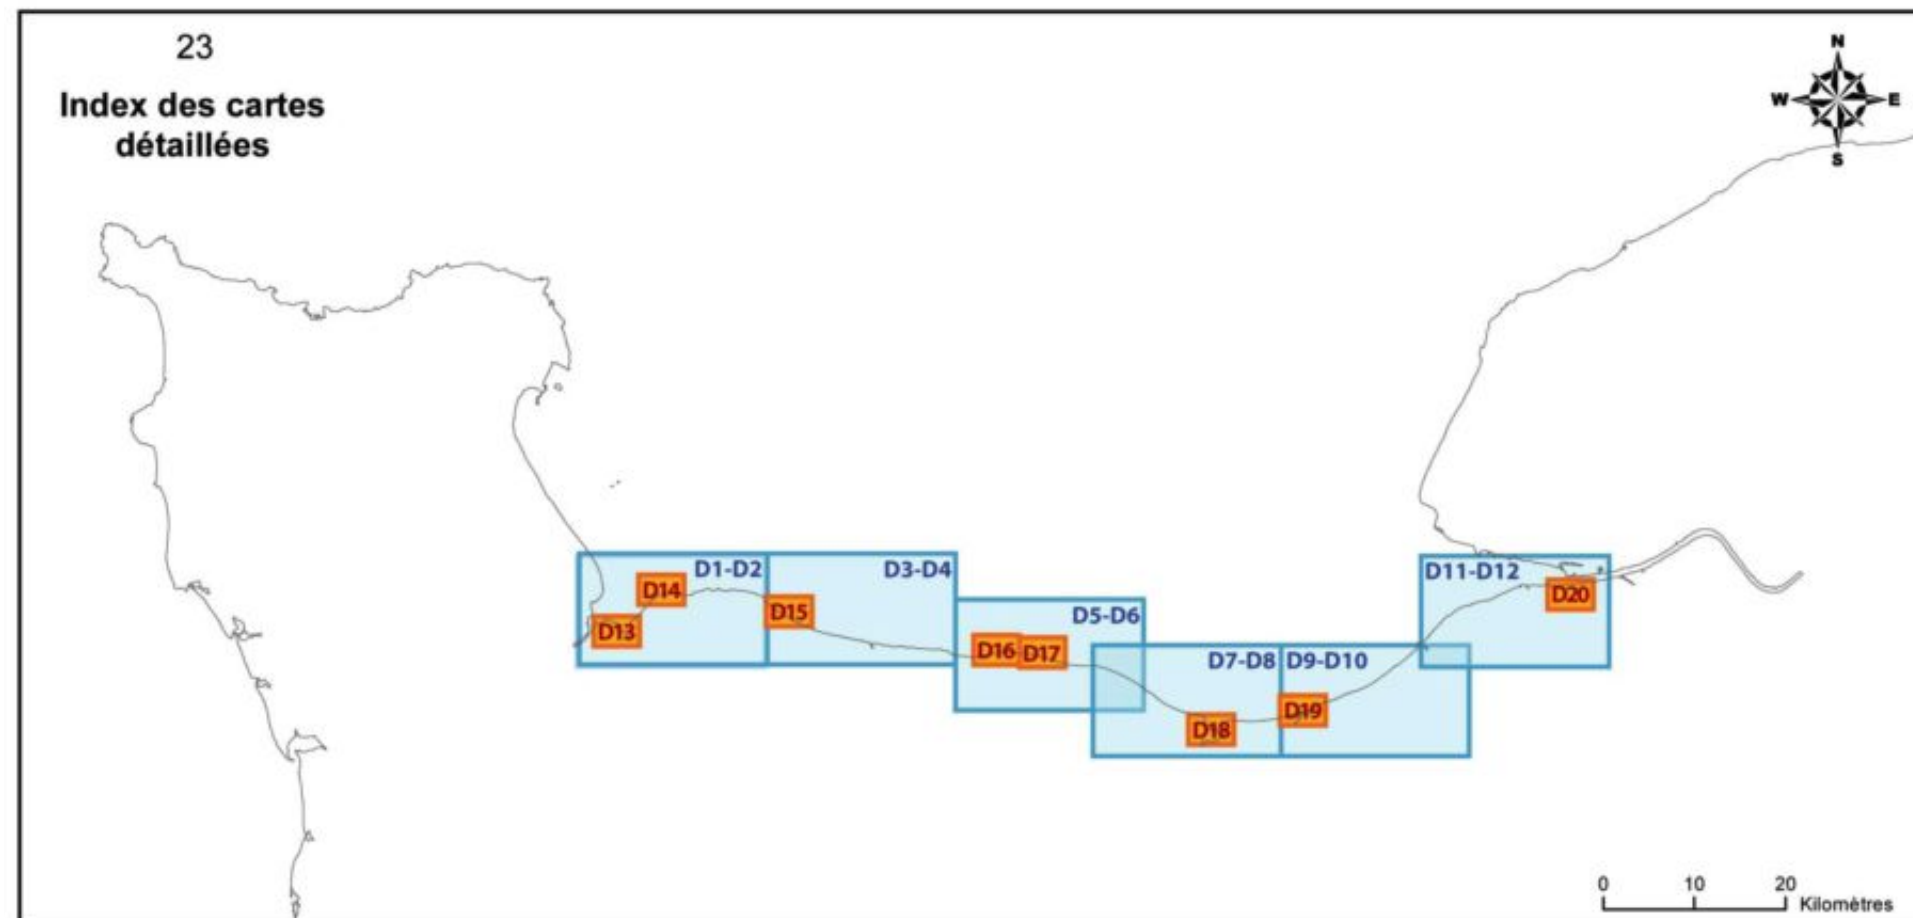 23
Index des cartes
détaillées
N
W
E
S
D1-D2
D3-D4
D11-D12
D14
D20
D15
D5-D6
D13
D16
D17
D7-D8
D9-D10
D19
D18
0
10
20
Kilomètres